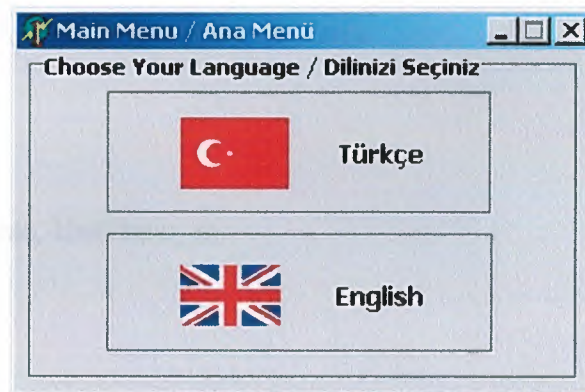 Main Menu / Ana Menü
Choose Your Language / Dilinizi Seçiniz
Türkçe
English